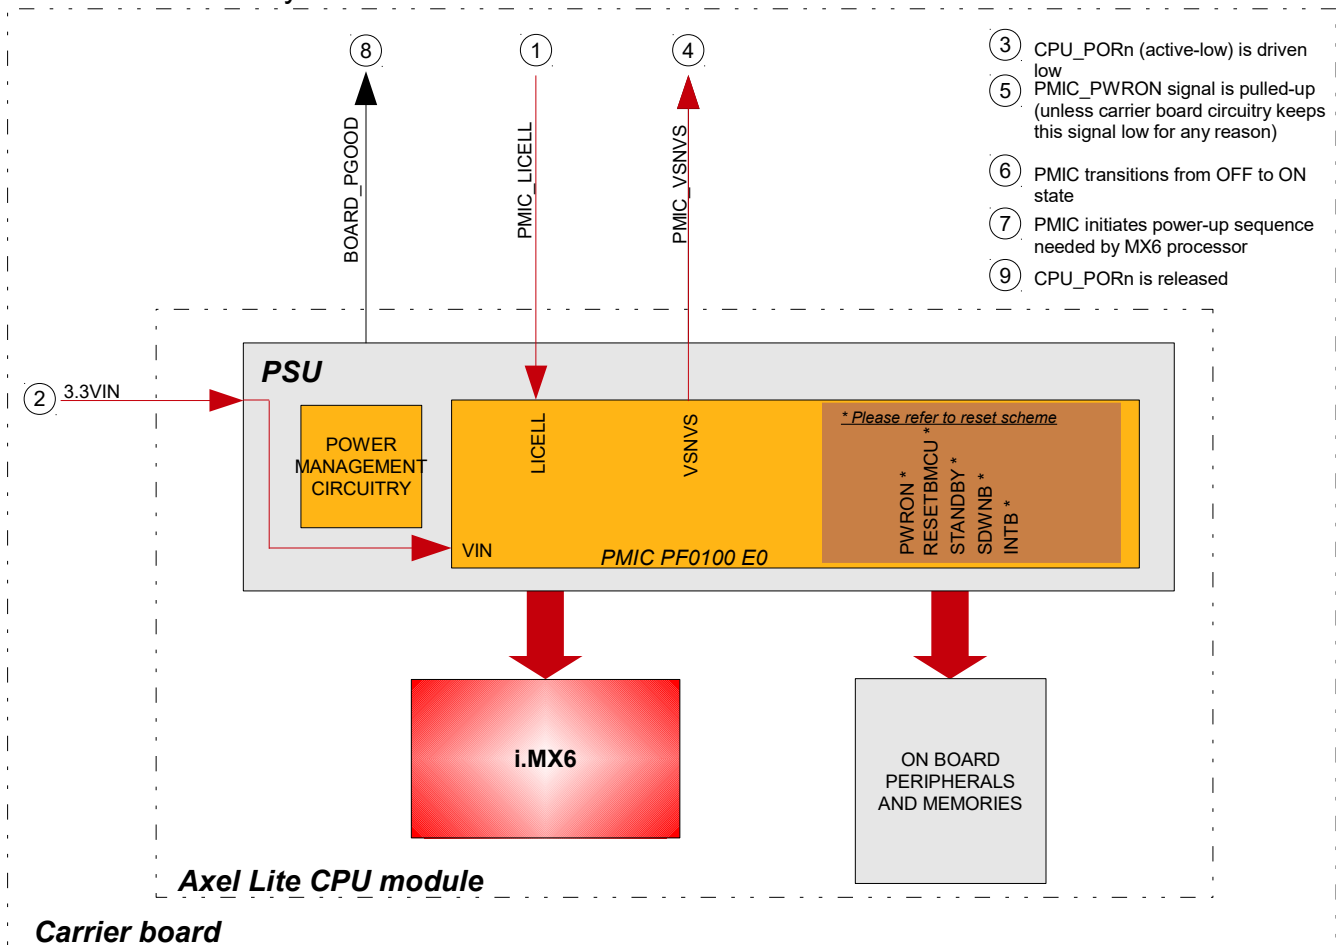 8
1
4
3 CPU_PORn (active-low) is driven
low
5 PMIC_PWRON signal is pulled-up
(unless carrier board circuitry keeps
this signal low for any reason)
6 PMIC transitions from OFF to ON
state
7 PMIC initiates power-up sequence
needed by MX6 processor
9 CPU_PORn is released
BOARD_PGOOD
PMIC_LICELL
PMIC_VSNVS
PSU
2 3.3VIN
POWER
MANAGEMENT
CIRCUITRY
LICELL
VSNVS
* Please refer to reset scheme
PWRON *
RESETBMCU *
STANDBY *
SDWNB *
INTB *
VIN
PMIC PF0100 E0
i.MX6
ON BOARD
PERIPHERALS
AND MEMORIES
Axel Lite CPU module
Carrier board